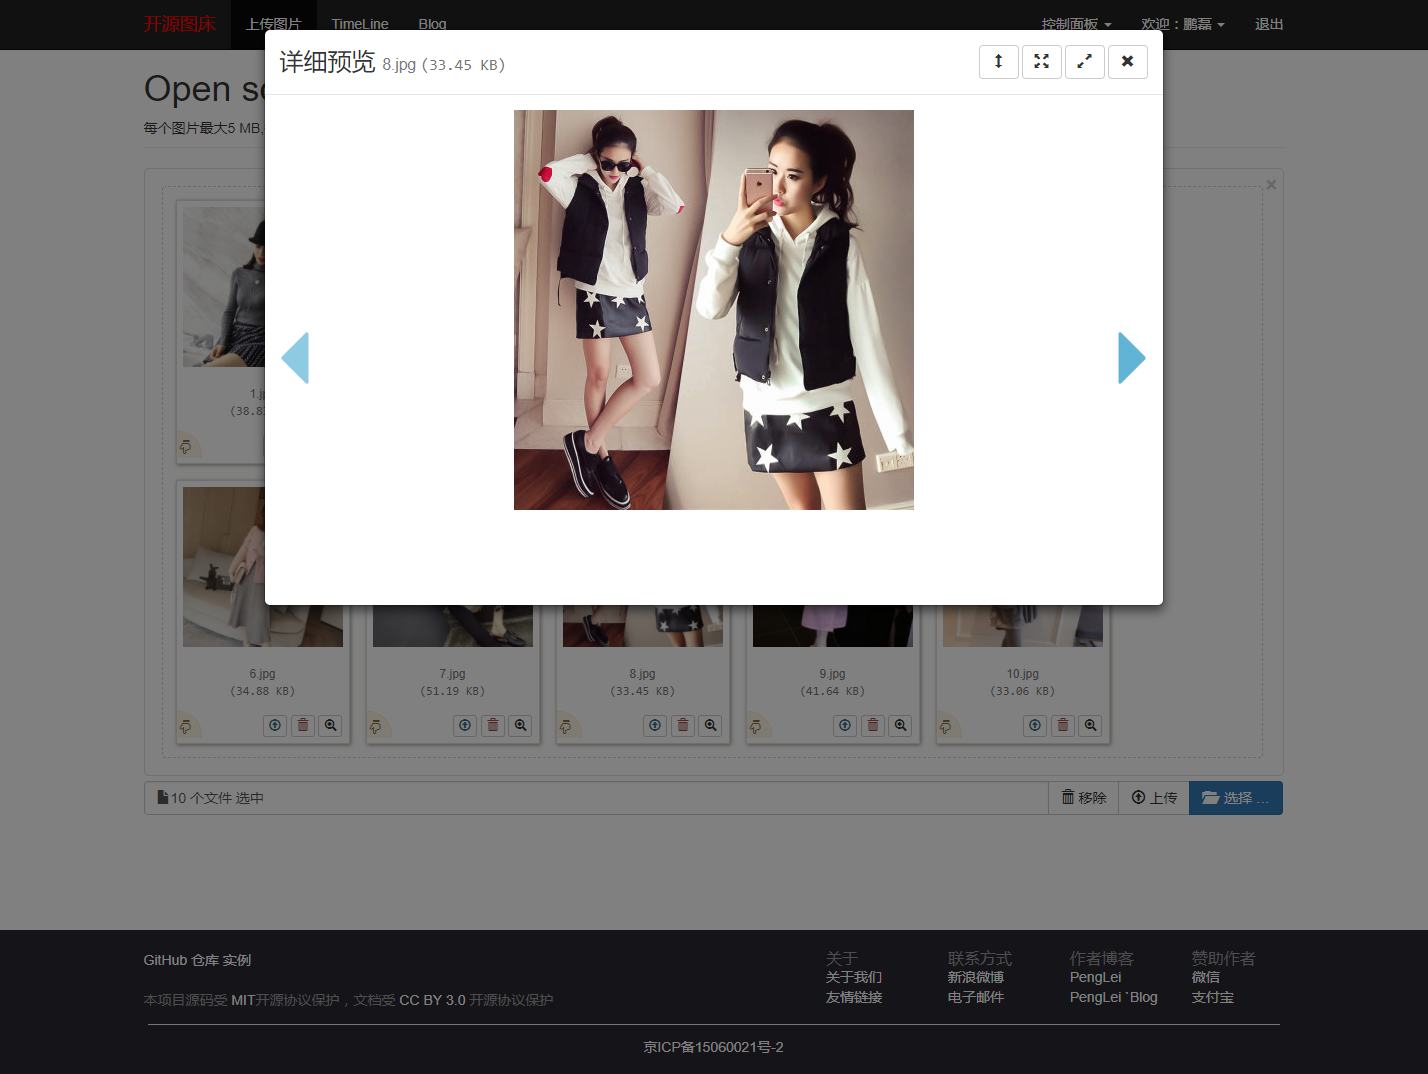 开源图床 上传图片 TimeLine Blog 控制面板 欢迎：鹏磊 退出
详细预览 8.jpg (33.45 KB)
Open
每个图片最大5 MB,
(38.8
6.jpg 7.jpg 8.jpg 9.jpg 10.jpg
(34.88 KB) (51.19 KB) (33.45 KB) (41.64 KB) (33.06 KB)
10 个文件 选中 移除 上传 选择 ...
GitHub 仓库 实例
本项目源码受 MIT开源协议保护，文档受 CC BY 3.0 开源协议保护
关于 联系方式 作者博客 赞助作者
关于我们 新浪微博 PengLei 微信
友情链接 电子邮件 PengLei `Blog 支付宝
京ICP备15060021号-2